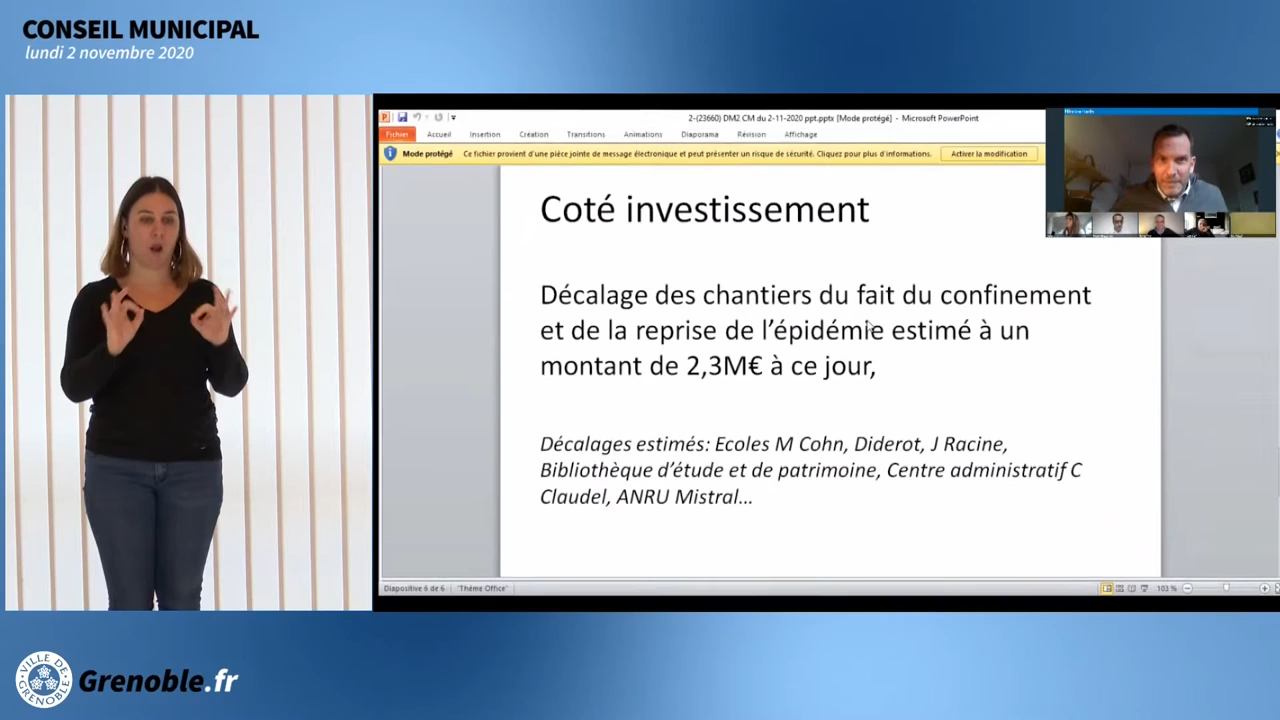 CONSEIL MUNICIPAL
lundi 2 novembre 2020
2-(23660) DM2 CM du 2-11-2020 ppt.pptx [Mode protégé] - Microsoft PowerPoint
Fichier Accueil Insertion Création Transitions Animations Diaporama Révision Affichage
Mode protégé Ce fichier provient d'une pièce jointe de message électronique et peut présenter un risque de sécurité. Cliquez pour plus d'informations. Activer la modification
Coté investissement
Décalage des chantiers du fait du confinement
et de la reprise de l'épidémie estimé à un
montant de 2,3M€ à ce jour,
Décalages estimés: Ecoles M Cohn, Diderot, J Racine,
Bibliothèque d'étude et de patrimoine, Centre administratif C
Claudel, ANRU Mistral...
Diapositive 6 de 6 "Thème Office" 103 %
VILLE DE GRENOBLE
Grenoble.fr